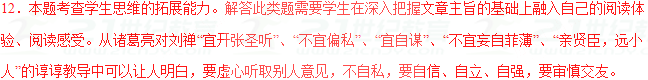 12．本题考查学生思维的拓展能力。解答此类题需要学生在深入把握文章主旨的基础上融入自己的阅读体
验、阅读感受。从诸葛亮对刘禅“宜开张圣听”、“不宜偏私”、“宜自谋”、“不宜妄自菲薄”、“亲贤臣，远小
人”的谆谆教导中可以让人明白，要虚心听取别人意见，不自私，要自信、自立、自强，要审慎交友。